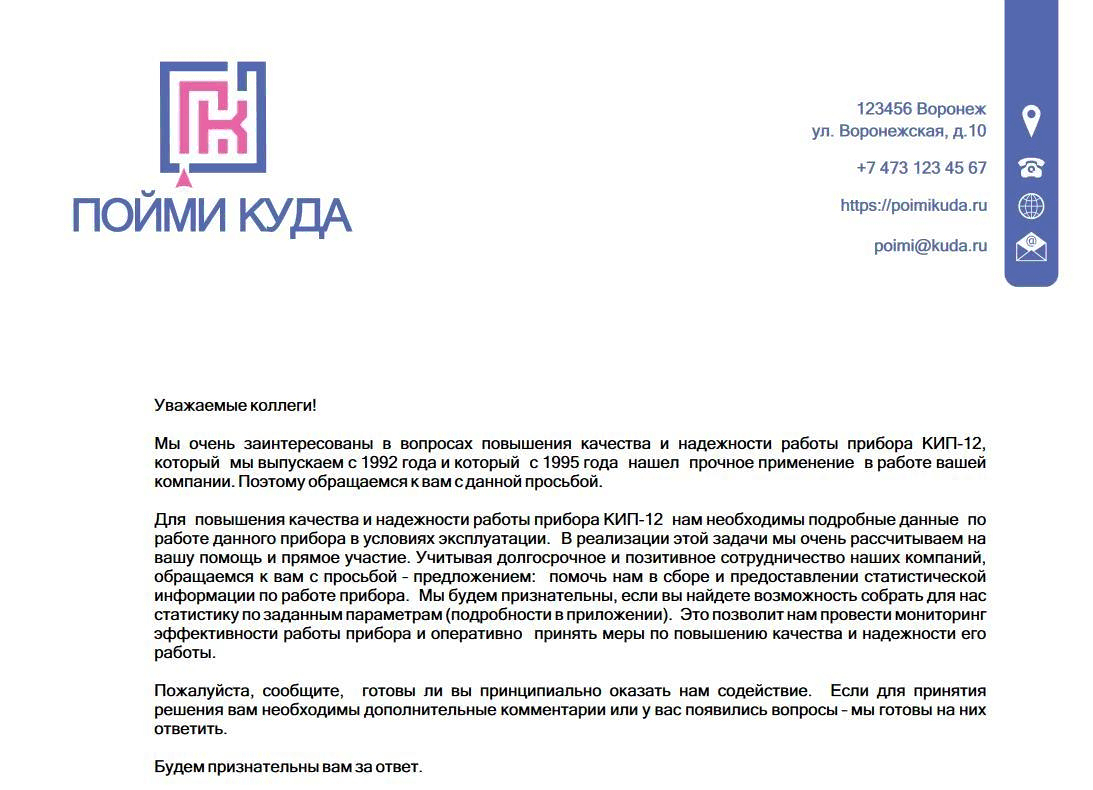 ПОЙМИ КУДА
123456 Воронеж
ул. Воронежская, д.10
+7 473 123 45 67
https://poimikuda.ru
poimi@kuda.ru
Уважаемые коллеги!
Мы очень заинтересованы в вопросах повышения качества и надежности работы прибора КИП-12,
который мы выпускаем с 1992 года и который с 1995 года нашел прочное применение в работе вашей
компании. Поэтому обращаемся к вам с данной просьбой.
Для повышения качества и надежности работы прибора КИП-12 нам необходимы подробные данные по
работе данного прибора в условиях эксплуатации. В реализации этой задачи мы очень рассчитываем на
вашу помощь и прямое участие. Учитывая долгосрочное и позитивное сотрудничество наших компаний,
обращаемся к вам с просьбой - предложением: помочь нам в сборе и предоставлении статистической
информации по работе прибора. Мы будем признательны, если вы найдете возможность собрать для нас
статистику по заданным параметрам (подробности в приложении). Это позволит нам провести мониторинг
эффективности работы прибора и оперативно принять меры по повышению качества и надежности его
работы.
Пожалуйста, сообщите, готовы ли вы принципиально оказать нам содействие. Если для принятия
решения вам необходимы дополнительные комментарии или у вас появились вопросы - мы готовы на них
ответить.
Будем признательны вам за ответ.